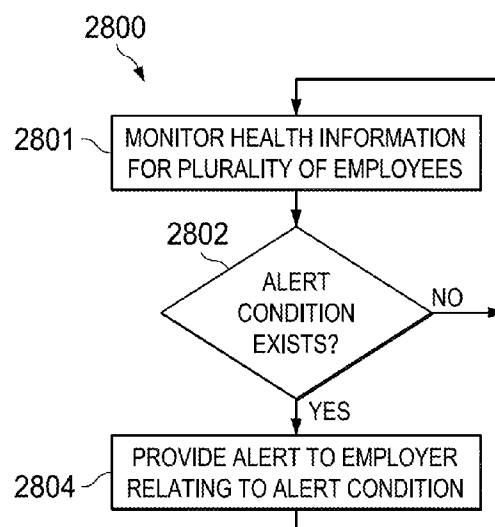 2800
2801
MONITOR HEALTH INFORMATION
FOR PLURALITY OF EMPLOYEES
2802
ALERT
CONDITION
EXISTS?
NO
YES
2804
PROVIDE ALERT TO EMPLOYER
RELATING TO ALERT CONDITION